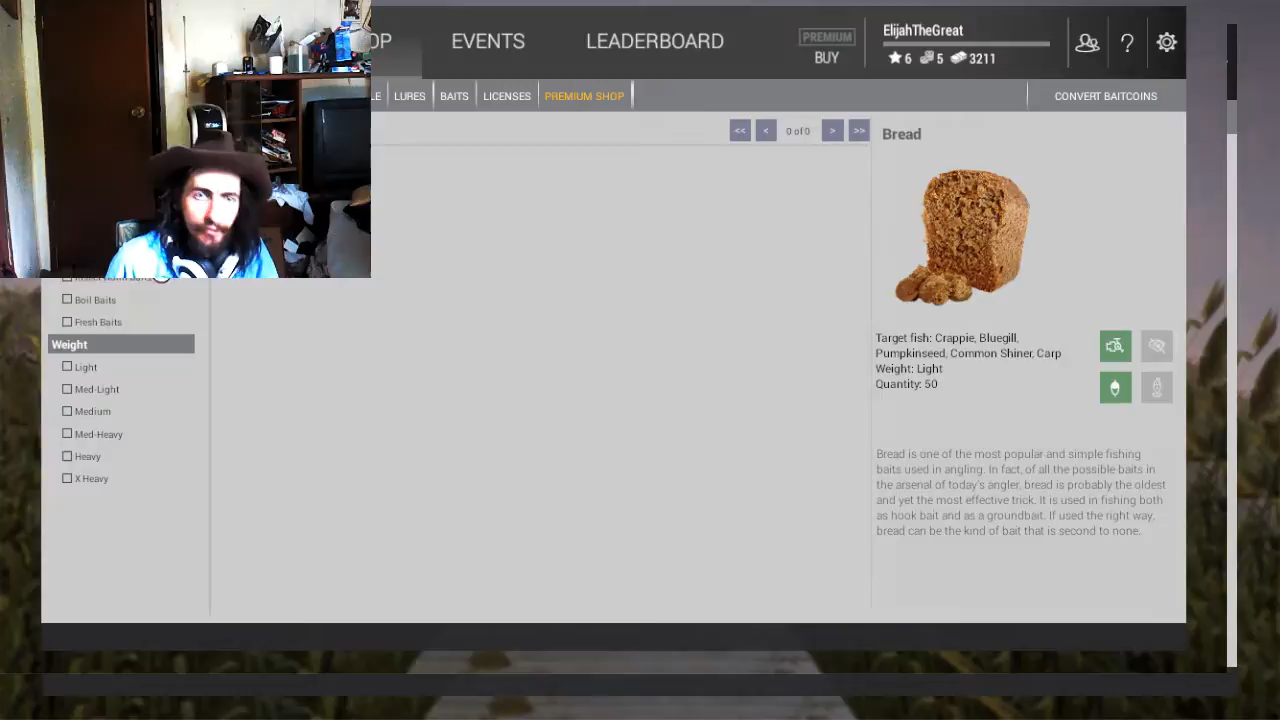 OP EVENTS LEADERBOARD PREMIUM BUY ElijahTheGreat
6 5 3211
LE LURES BAITS LICENSES PREMIUM SHOP CONVERT BAITCOINS
<< < 0 of 0 > >>
Bread
Boil Baits
Fresh Baits
Weight
Light
Med-Light
Medium
Med-Heavy
Heavy
X Heavy
Target fish: Crappie, Bluegill,
Pumpkinseed, Common Shiner, Carp
Weight: Light
Quantity: 50
Bread is one of the most popular and simple fishing
baits used in angling. In fact, of all the possible baits in
the arsenal of today's angler, bread is probably the oldest
and yet the most effective trick. It is used in fishing both
as hook bait and as a groundbait. If used the right way,
bread can be the kind of bait that is second to none.